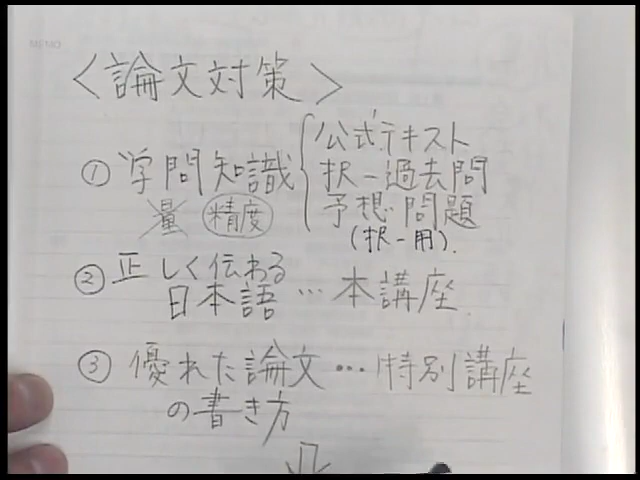 〈論文対策〉
① 学問知識
量 精度
公式テキスト
択一過去問
予想問題
(択一用).
② 正しく伝わる
日本語 … 本講座
③ 優れた論文 … 特別講座
の書き方